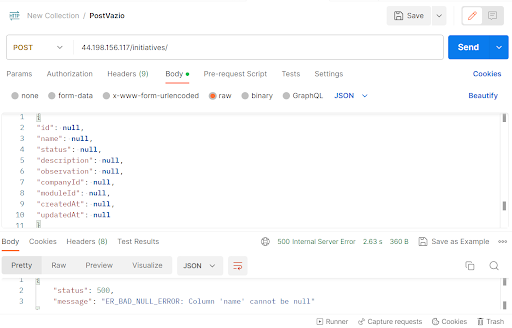 HTTP New Collection / PostVazio Save
POST 44.198.156.117/initiatives/ Send
Params Authorization Headers (9) Body Pre-request Script Tests Settings Cookies
none form-data x-www-form-urlencoded raw binary GraphQL JSON Beautify
1 {
2 "id": null,
3 "name": null,
4 "status": null,
5 "description": null,
6 "observation": null,
7 "companyId": null,
8 "moduleId": null,
9 "createdAt": null,
10 "updatedAt": null
11 }
Body Cookies Headers (8) Test Results 500 Internal Server Error 2.63 s 360 B Save as Example
Pretty Raw Preview Visualize JSON
1 {
2 "status": 500,
3 "message": "ER_BAD_NULL_ERROR: Column 'name' cannot be null"
Runner Capture requests Cookies Trash